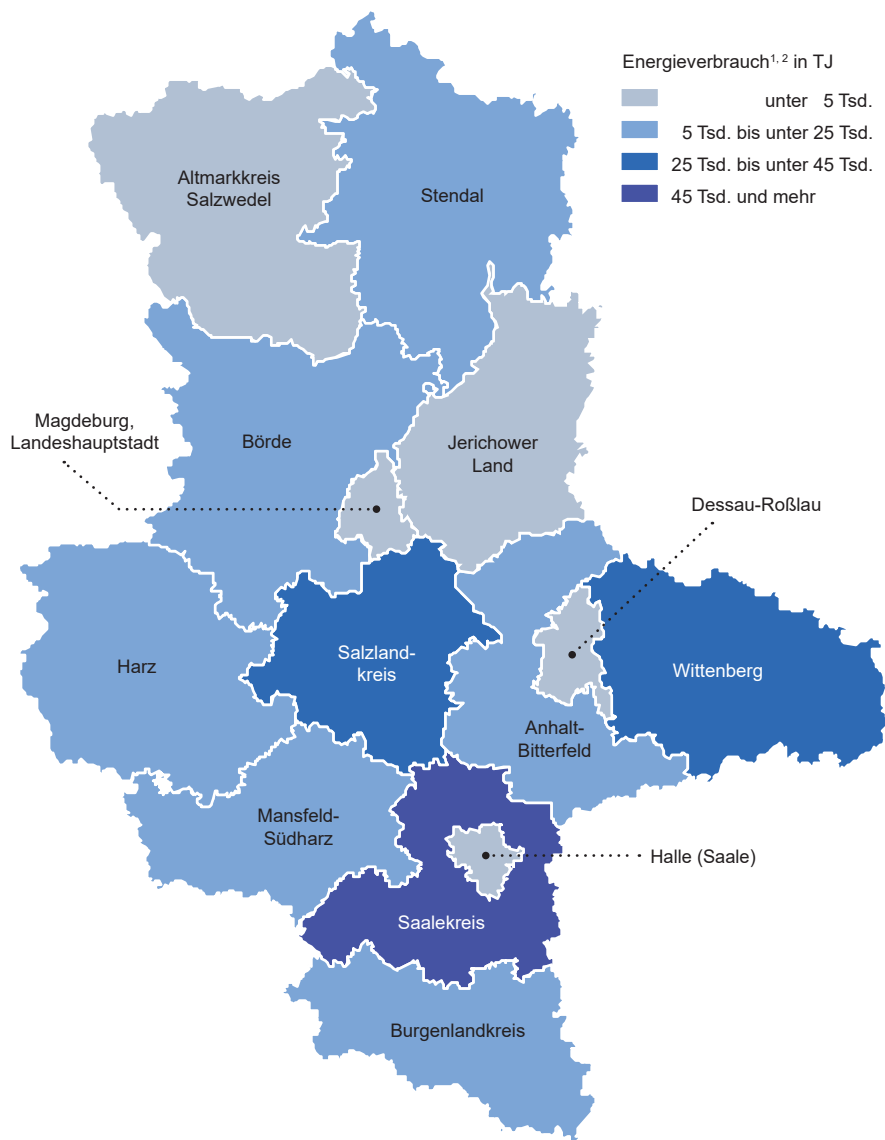 Energieverbrauch¹, ² in TJ
unter 5 Tsd.
5 Tsd. bis unter 25 Tsd.
25 Tsd. bis unter 45 Tsd.
45 Tsd. und mehr
Altmarkkreis
Salzwedel
Stendal
Magdeburg,
Landeshauptstadt
Börde
Jerichower
Land
Dessau-Roßlau
Harz
Salzland-
kreis
Wittenberg
Anhalt-
Bitterfeld
Mansfeld-
Südharz
Halle (Saale)
Saalekreis
Burgenlandkreis